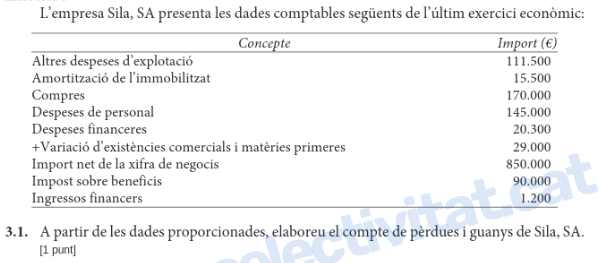 L'empresa Sila, SA presenta les dades comptables següents de l'últim exercici econòmic:
Concepte Import (€)
Altres despeses d'explotació 111.500
Amortització de l'immobilitzat 15.500
Compres 170.000
Despeses de personal 145.000
Despeses financeres 20.300
+Variació d'existències comercials i matèries primeres 29.000
Import net de la xifra de negocis 850.000
Impost sobre beneficis 90.000
Ingressos financers 1.200
3.1. A partir de les dades proporcionades, elaboreu el compte de pèrdues i guanys de Sila, SA.
[1 punt]